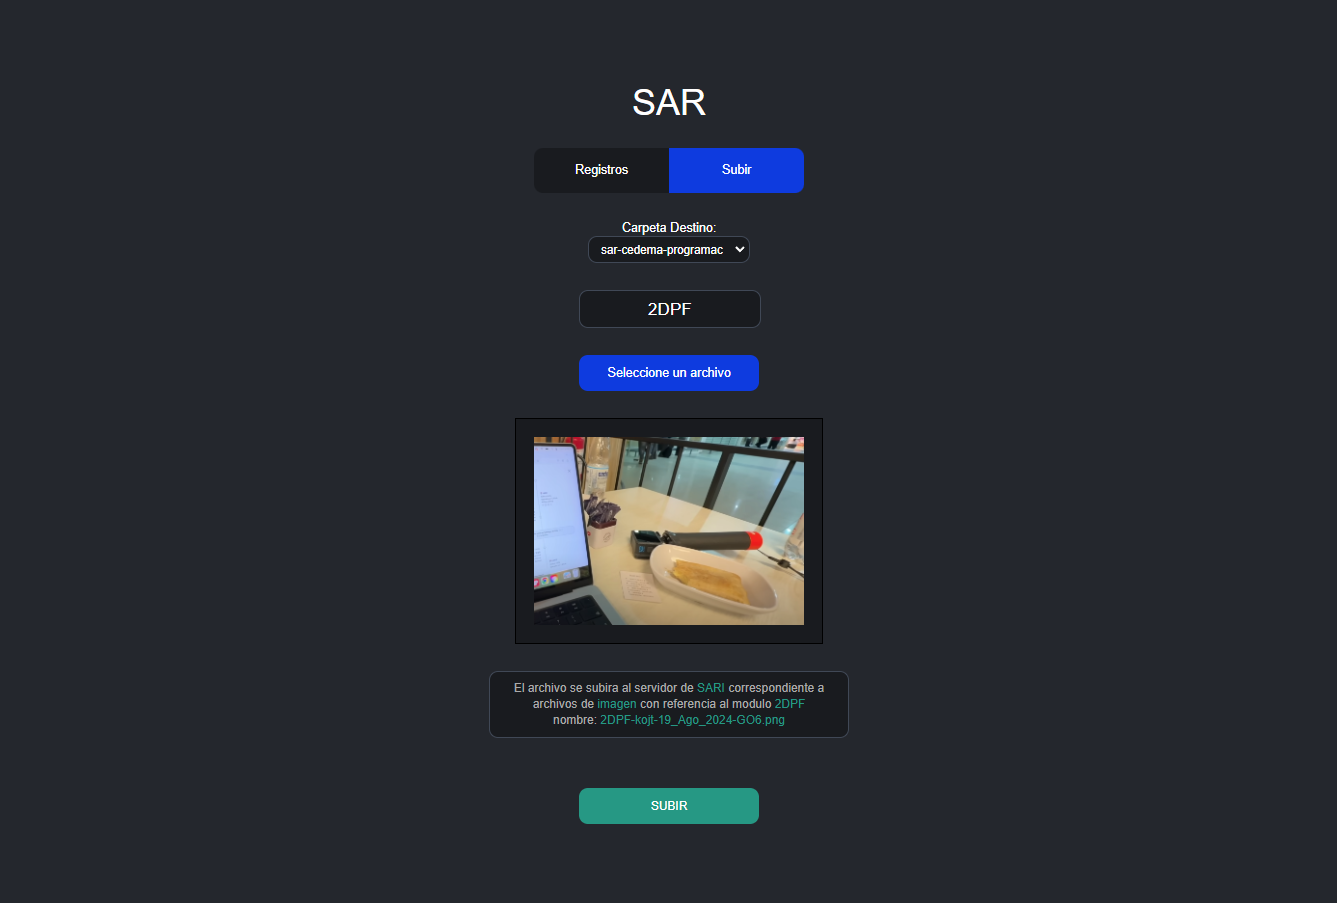 SAR
Registros
Subir
Carpeta Destino:
sar-cedema-programac
2DPF
Seleccione un archivo
El archivo se subira al servidor de SARI correspondiente a
archivos de imagen con referencia al modulo 2DPF
nombre: 2DPF-kojt-19_Ago_2024-GO6.png
SUBIR